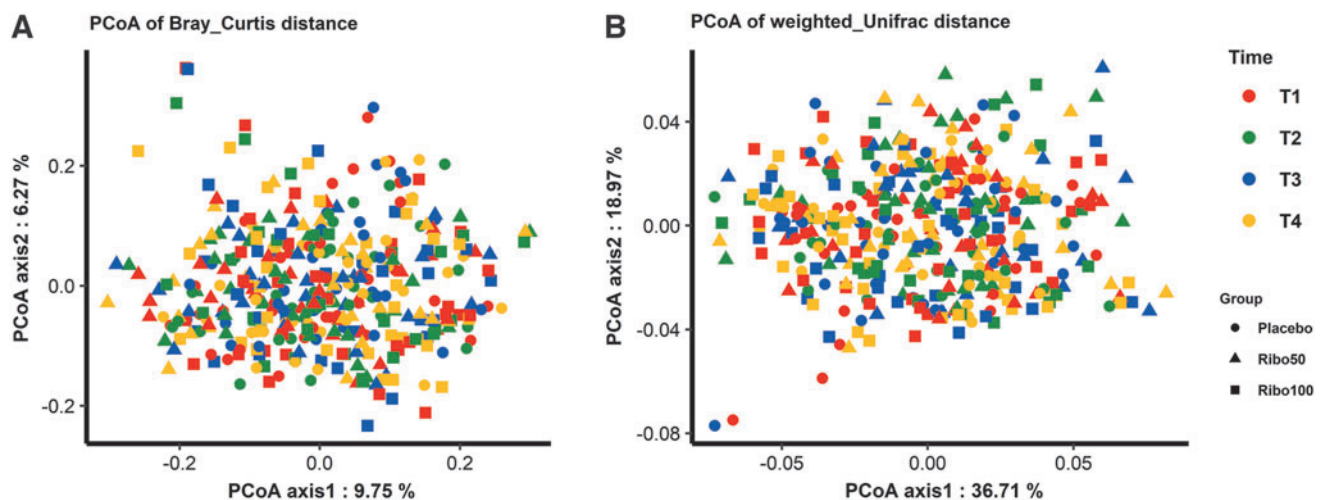 A
PCoA of Bray_Curtis distance
PCoA axis2 : 6.27 %
0.2
0.0
-0.2
-0.2
0.0
0.2
PCoA axis1 : 9.75 %
B
PCoA of weighted_Unifrac distance
PCoA axis2 : 18.97 %
0.04
0.00
-0.04
-0.08
-0.05
0.00
0.05
PCoA axis1 : 36.71 %
Time
T1
T2
T3
T4
Group
Placebo
Ribo50
Ribo100